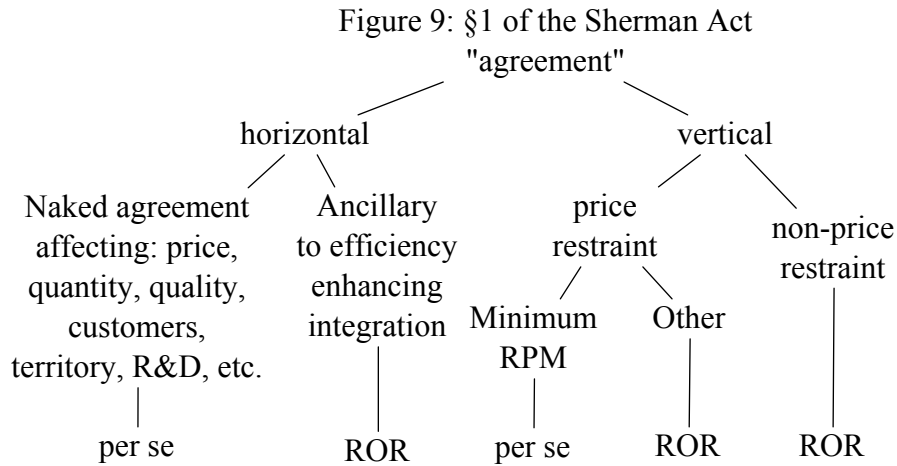 Figure 9: §1 of the Sherman Act
"agreement"
horizontal
vertical
Naked agreement
affecting: price,
quantity, quality,
customers,
territory, R&D, etc.
Ancillary
to efficiency
enhancing
integration
price
restraint
non-price
restraint
Minimum
RPM
Other
per se
ROR
per se
ROR
ROR